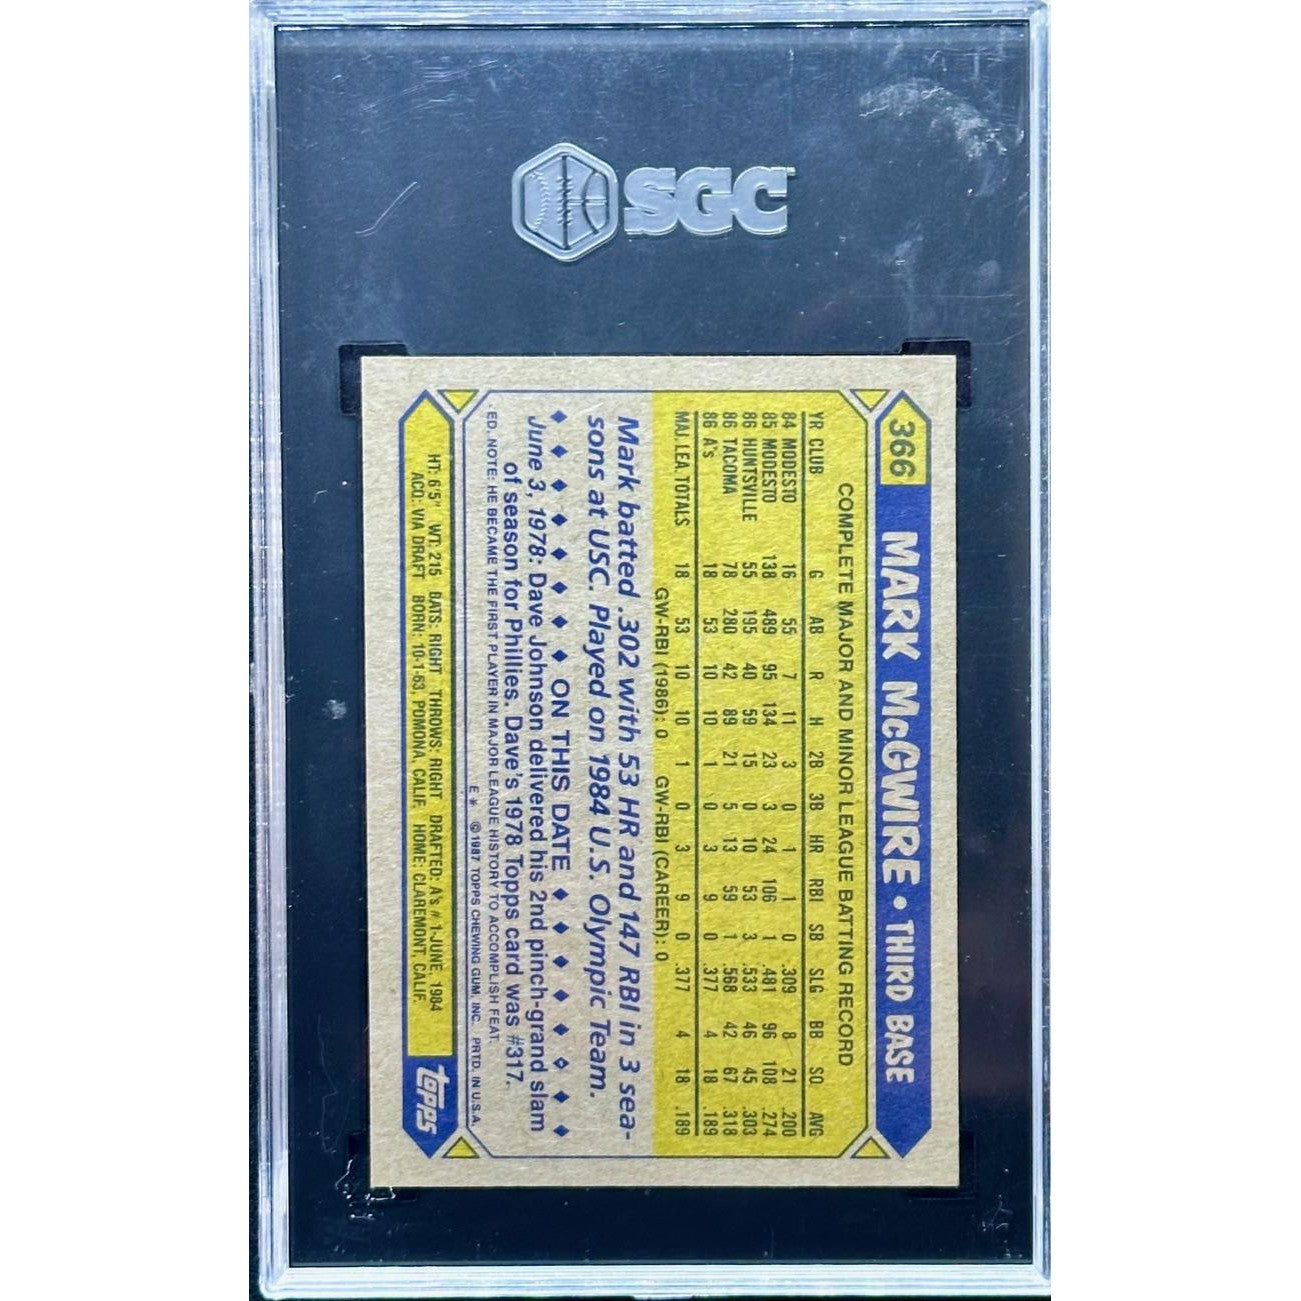 SGC
366 MARK McGWIRE • THIRD BASE
COMPLETE MAJOR AND MINOR LEAGUE BATTING RECORD
YR CLUB G AB R H 2B 3B HR RBI SB SLG BB SO AVG
84 MODESTO 16 55 7 11 3 0 1 1 0 .309 8 21 .200
85 MODESTO 138 489 95 134 23 3 24 106 1 .481 96 108 .274
86 HUNTSVILLE 55 195 40 59 15 0 10 53 3 .533 46 45 .303
86 TACOMA 78 280 42 89 21 5 13 59 1 .568 42 67 .318
86 A's 18 53 10 10 1 0 3 9 0 .377 4 18 .189
MAJ. LEA. TOTALS 18 53 10 10 1 0 3 9 0 .377 4 18 .189
GW-RBI (1986): 0 GW-RBI (CAREER): 0
Mark batted .302 with 53 HR and 147 RBI in 3 sea-
sons at USC. Played on 1984 U.S. Olympic Team.
ON THIS DATE
June 3, 1978: Dave Johnson delivered his 2nd pinch-grand slam
of season for Phillies. Dave's 1978 Topps card was #317.
ED. NOTE: HE BECAME THE FIRST PLAYER IN MAJOR LEAGUE HISTORY TO ACCOMPLISH FEAT.
E* ©1987 TOPPS CHEWING GUM, INC. PRTD. IN U.S.A.
HT: 6'5" WT: 215 BATS: RIGHT THROWS: RIGHT DRAFTED: A's #1-JUNE, 1984
ACQ: VIA DRAFT BORN: 10-1-63, POMONA, CALIF. HOME: CLAREMONT, CALIF.
topps